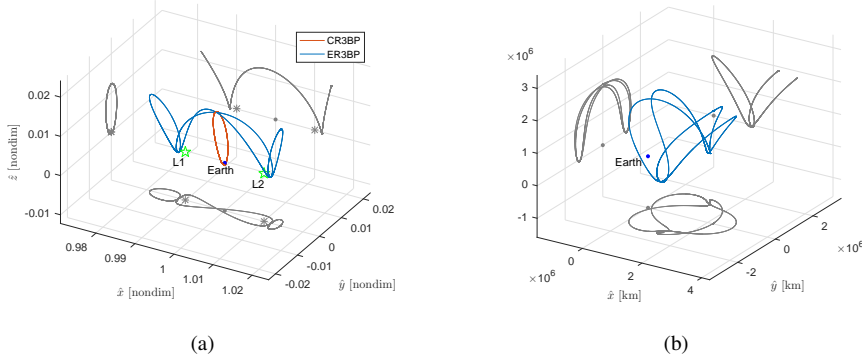 CR3BP
ER3BP
0.02
0.01
0
-0.01
ẑ [nondim]
L1
Earth
L2
0.98
0.99
1
1.01
1.02
x̂ [nondim]
-0.02
-0.01
0
0.01
0.02
ŷ [nondim]
(a)
×10⁶
3
2
1
0
-1
Earth
×10⁶
0
2
4
x̂ [km]
×10⁶
-2
0
2
ŷ [km]
(b)